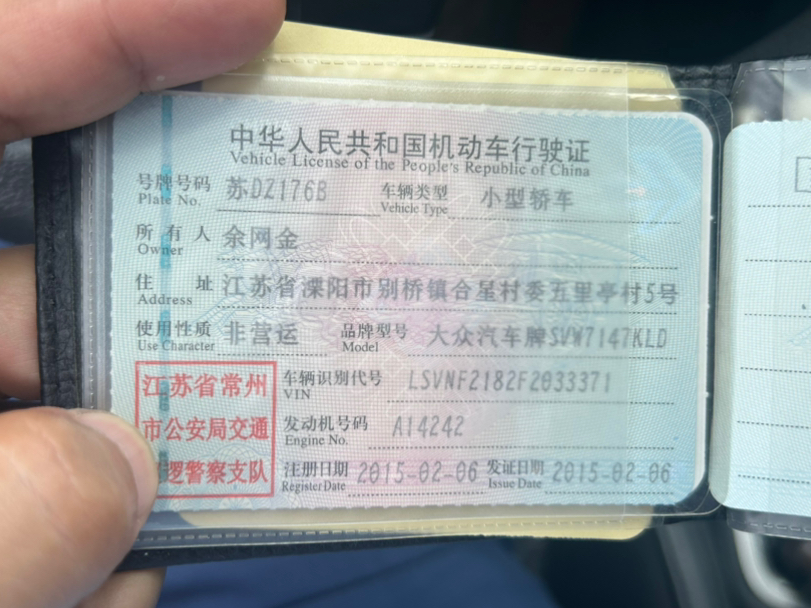 中华人民共和国机动车行驶证
Vehicle License of the People's Republic of China
号牌号码 苏DZ176B 车辆类型 小型轿车
Plate No. Vehicle Type
所有人 余网金
Owner
住址 江苏省溧阳市别桥镇合星村委五里亭村5号
Address
使用性质 非营运 品牌型号 大众汽车牌SVW7147KLD
Use Character Model
江苏省常州
市公安局交通
逻警察支队
车辆识别代号 LSVNF2182F2033371
VIN
发动机号码 A14242
Engine No.
注册日期 2015-02-06 发证日期 2015-02-06
Register Date Issue Date